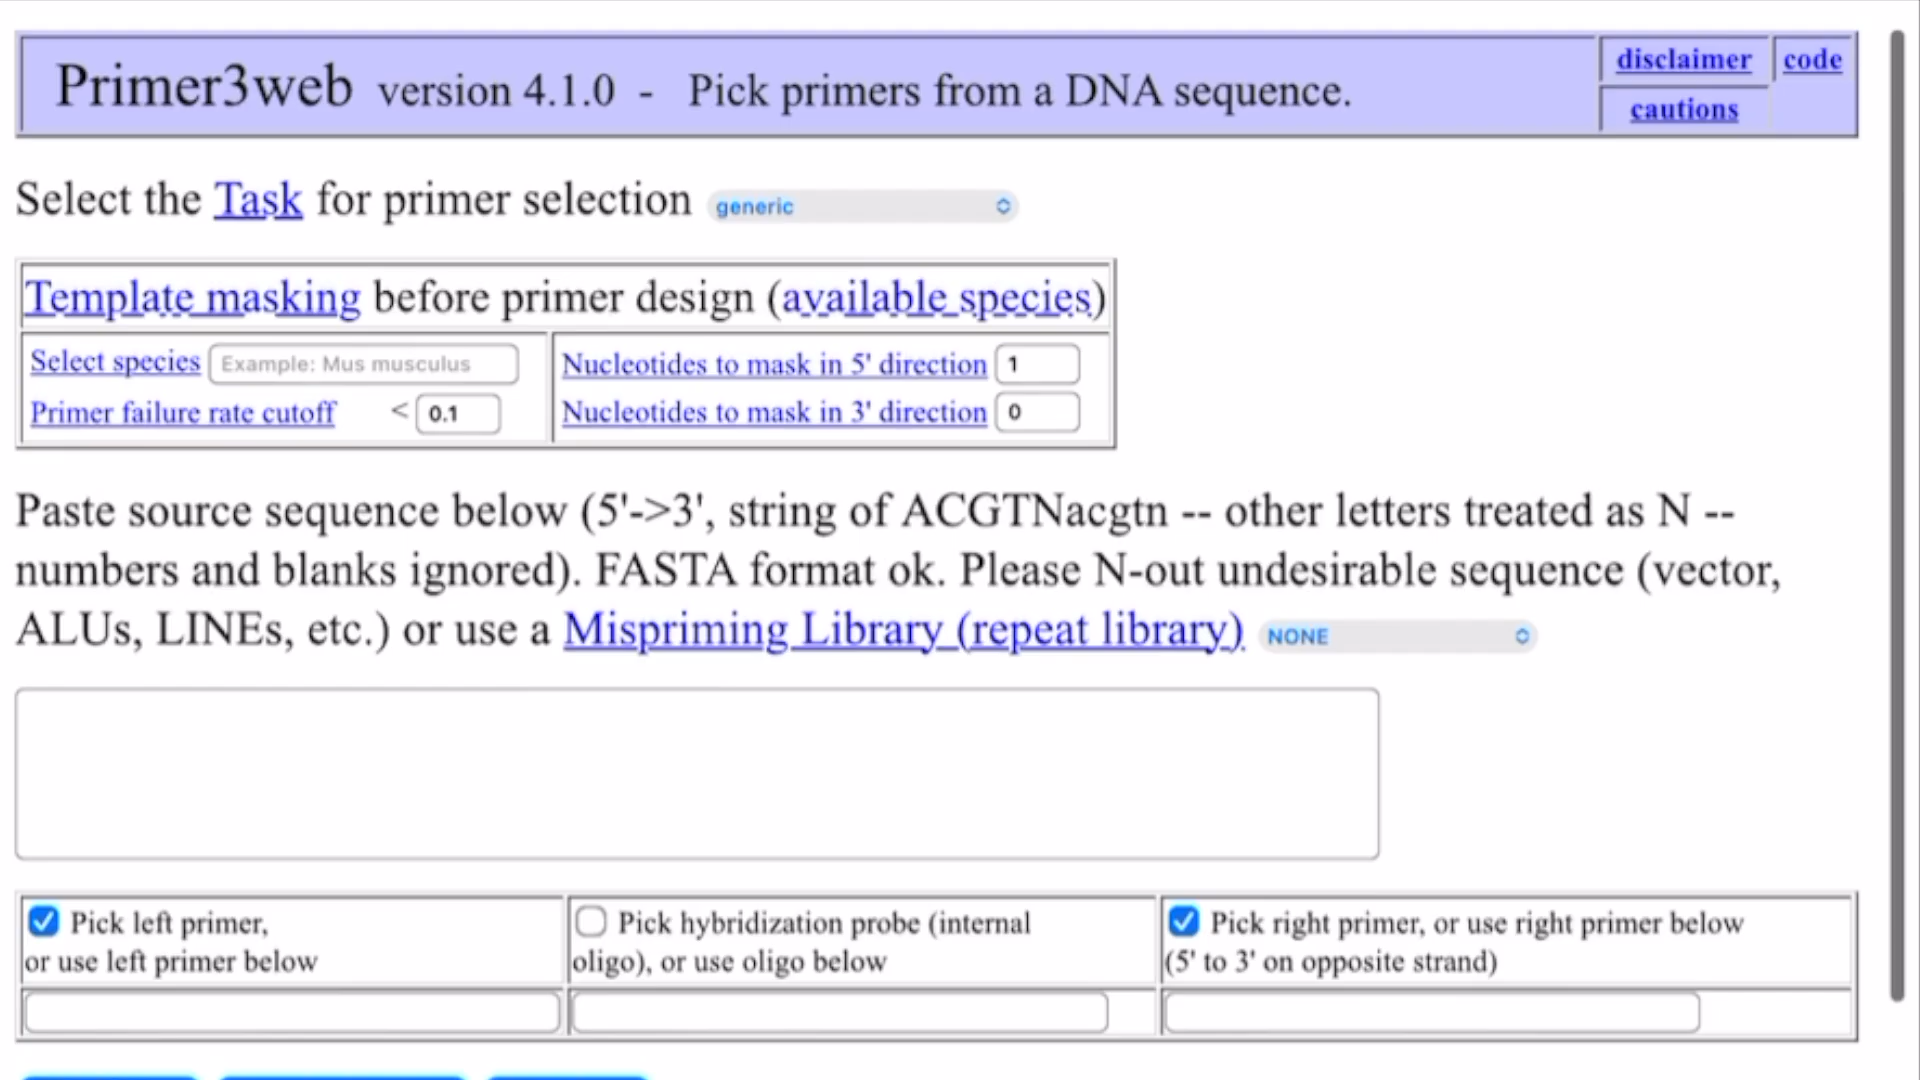 Primer3web version 4.1.0 - Pick primers from a DNA sequence.
disclaimer code
cautions
Select the Task for primer selection generic
Template masking before primer design (available species)
Select species Example: Mus musculus
Primer failure rate cutoff < 0.1
Nucleotides to mask in 5' direction 1
Nucleotides to mask in 3' direction 0
Paste source sequence below (5'->3', string of ACGTNacgtn -- other letters treated as N --
numbers and blanks ignored). FASTA format ok. Please N-out undesirable sequence (vector,
ALUs, LINEs, etc.) or use a Mispriming Library (repeat library) NONE
Pick left primer,
or use left primer below
Pick hybridization probe (internal
oligo), or use oligo below
Pick right primer, or use right primer below
(5' to 3' on opposite strand)